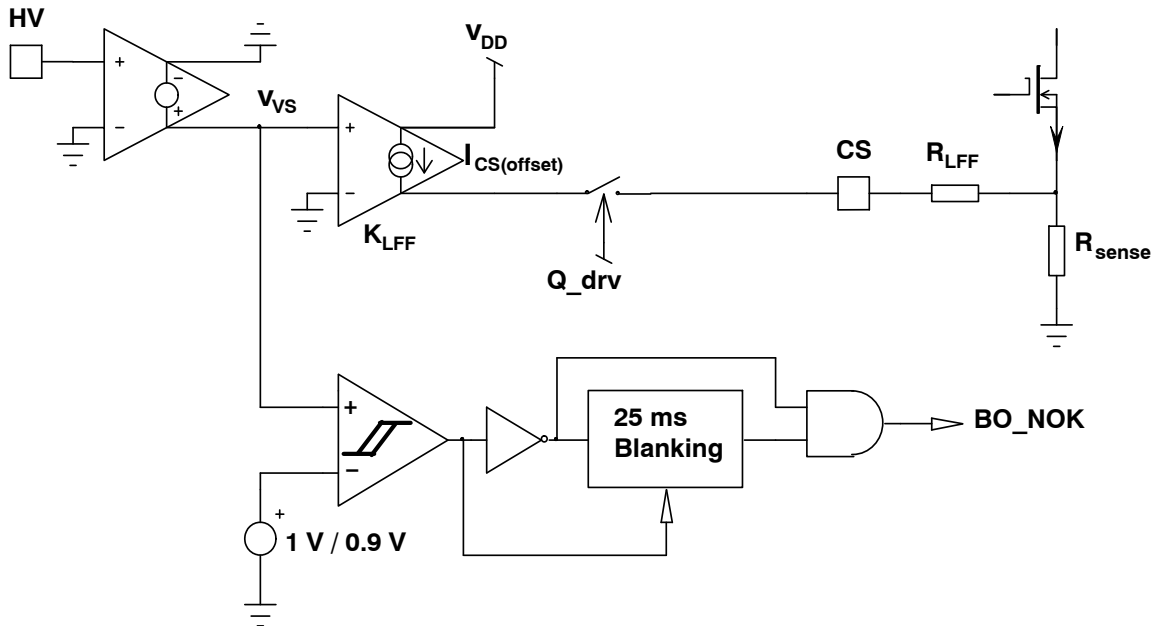 HV
+
−
−
+
vVS
vDD
+
−
ICS(offset)
KLFF
Q_drv
CS
RLFF
Rsense
+
−
+
1 V / 0.9 V
25 ms
Blanking
BO_NOK